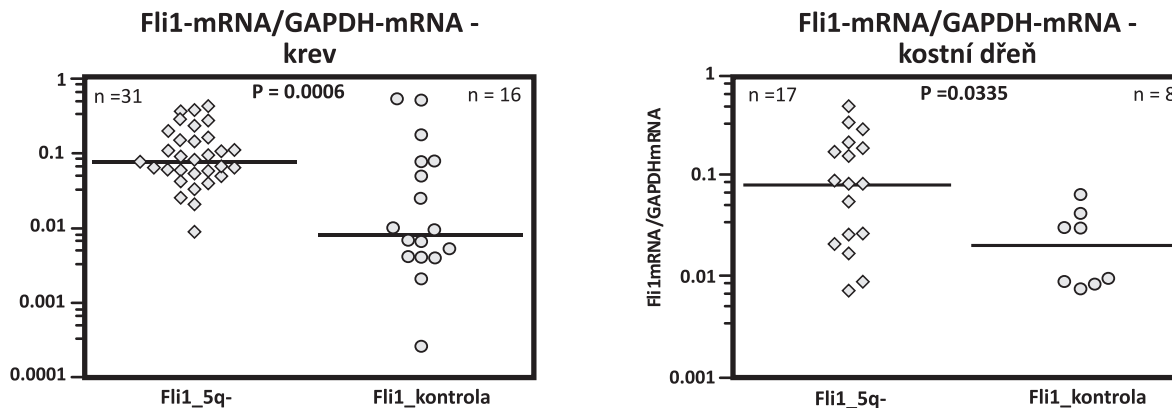 Fli1-mRNA/GAPDH-mRNA -
krev
1
0.1
0.01
0.001
0.0001
n =31
P = 0.0006
n = 16
Fli1_5q-
Fli1_kontrola
Fli1-mRNA/GAPDH-mRNA -
kostní dřeň
Fli1mRNA/GAPDHmRNA
1
0.1
0.01
0.001
n =17
P =0.0335
n = 8
Fli1_5q-
Fli1_kontrola